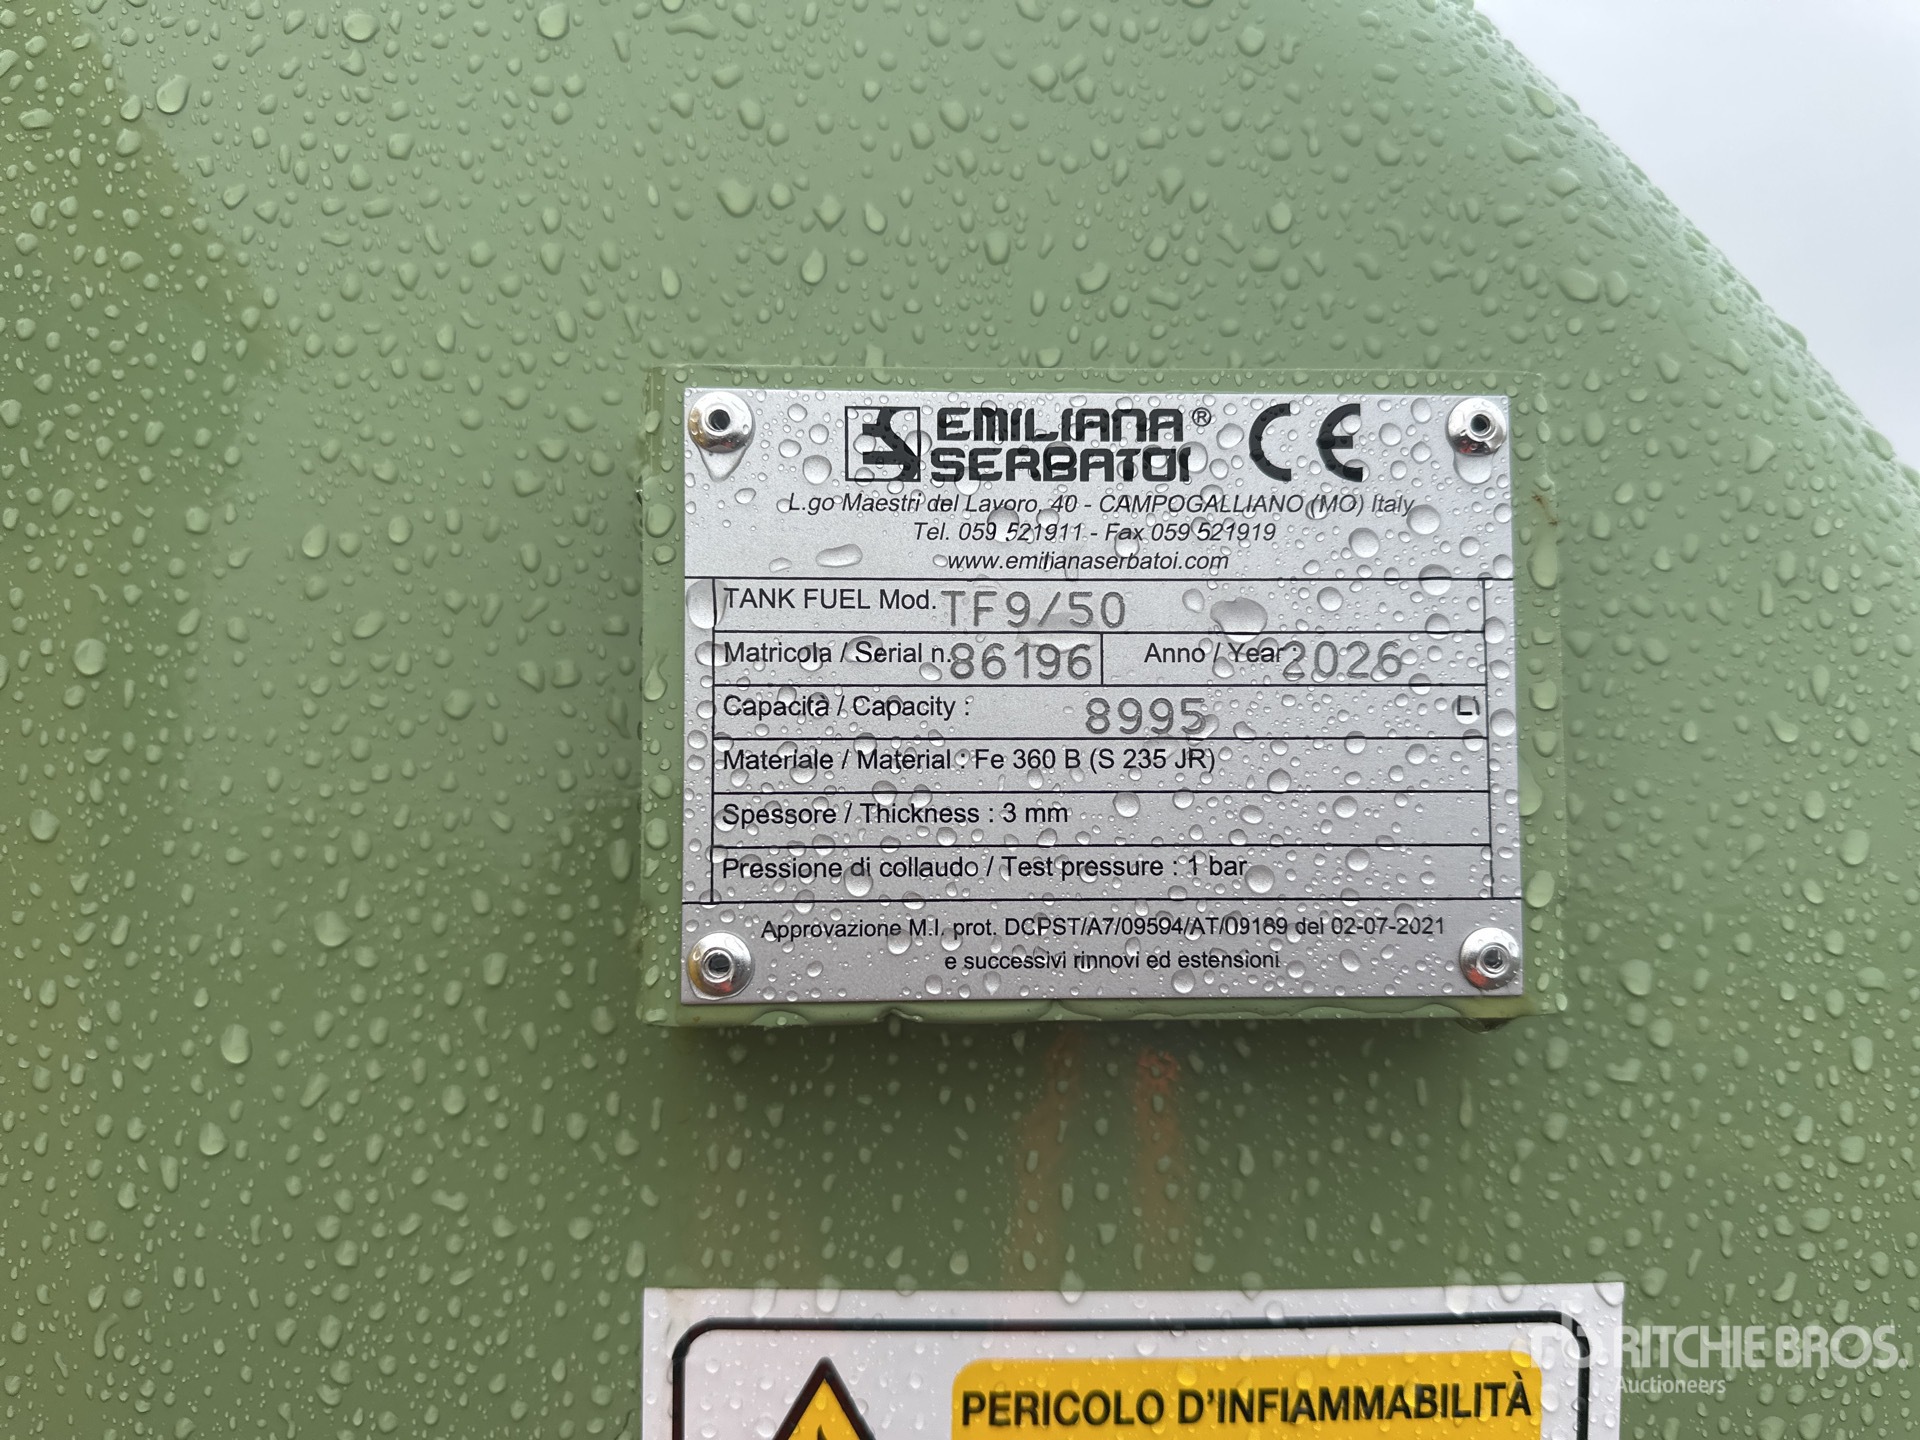 EMILIANA® CE
SERBATOI
L.go Maestri del Lavoro, 40 - CAMPOGALLIANO (MO) Italy
Tel. 059 521911 - Fax 059 521919
www.emilianaserbatoi.com
TANK FUEL Mod. TF9/50
Matricola / Serial n. 86196 Anno / Year : 2026
Capacità / Capacity : 8995
Materiale / Material : Fe 360 B (S 235 JR)
Spessore / Thickness : 3 mm
Pressione di collaudo / Test pressure : 1 bar
Approvazione M.I. prot. DCPST/A7/09594/AT/09189 del 02-07-2021
e successivi rinnovi ed estensioni
PERICOLO D'INFIAMMABILITÀ
rb RITCHIE BROS.
Auctioneers